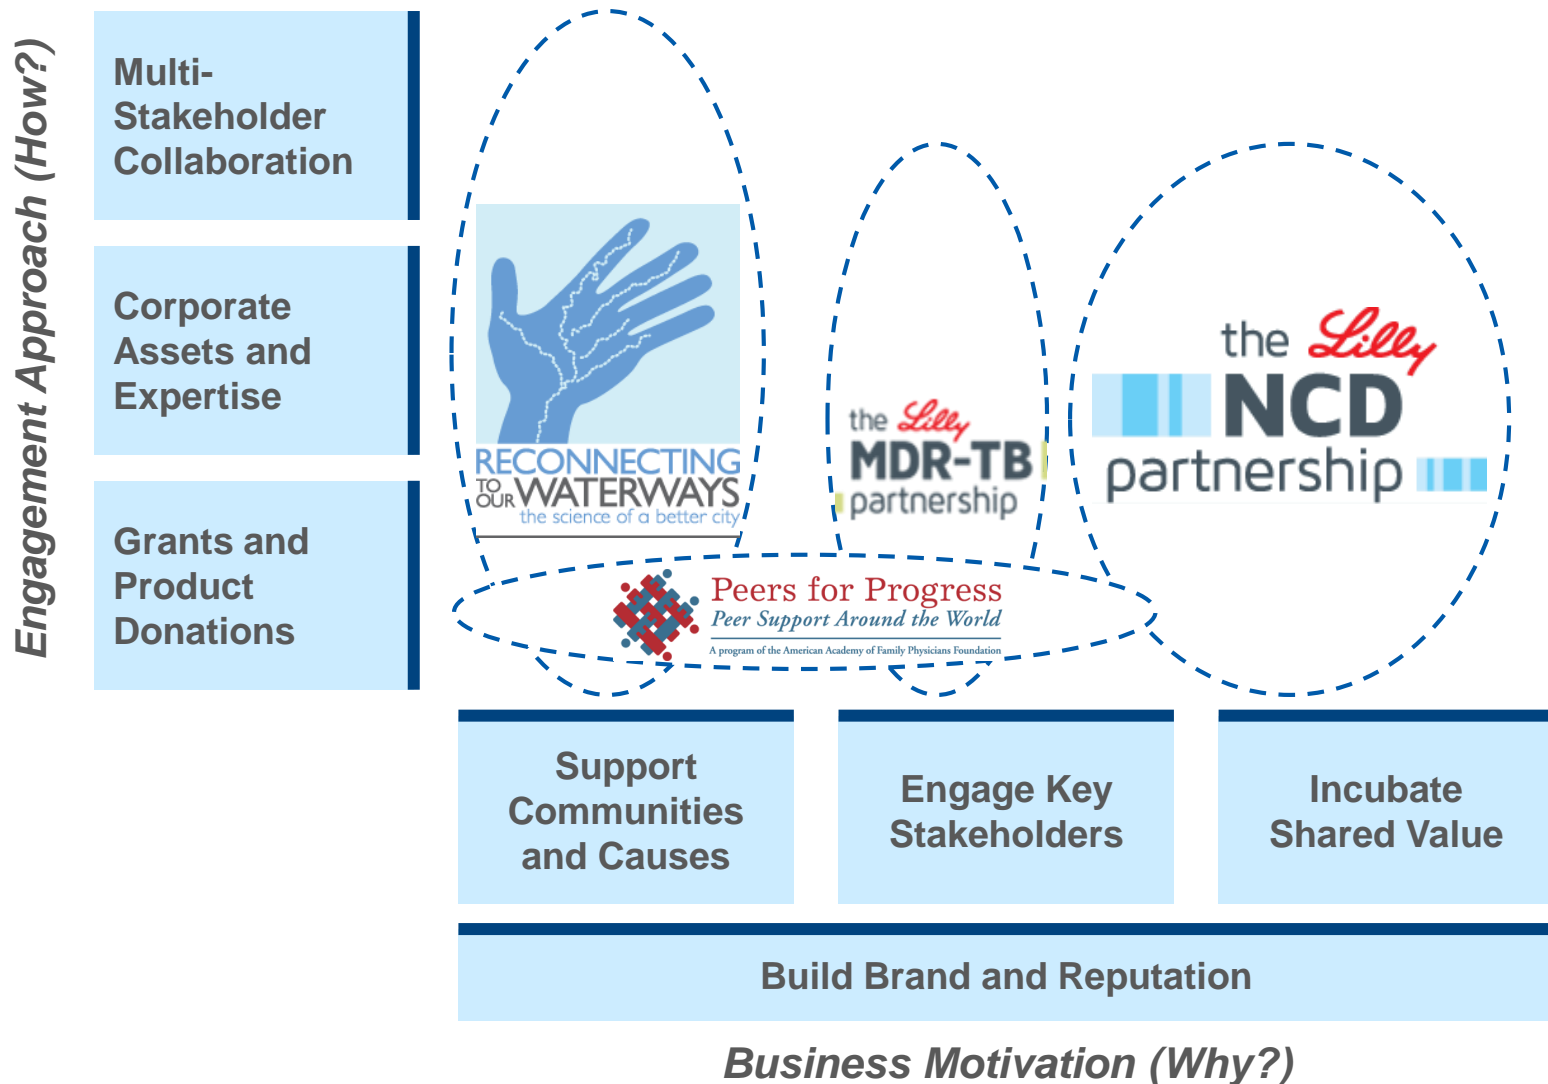 Engagement Approach (How?)
Multi-
Stakeholder
Collaboration
Corporate
Assets and
Expertise
Grants and
Product
Donations
RECONNECTING
TO OUR WATERWAYS
the science of a better city
the Lilly
MDR-TB
partnership
the Lilly
NCD
partnership
Peers for Progress
Peer Support Around the World
A program of the American Academy of Family Physicians Foundation
Support
Communities
and Causes
Engage Key
Stakeholders
Incubate
Shared Value
Build Brand and Reputation
Business Motivation (Why?)